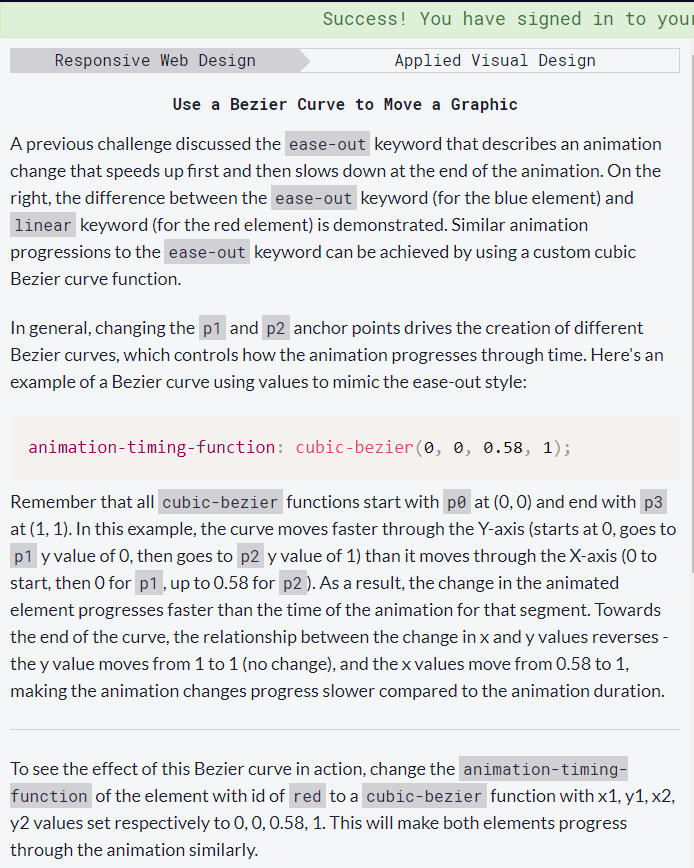 Success! You have signed in to your
Responsive Web Design
Applied Visual Design
Use a Bezier Curve to Move a Graphic
A previous challenge discussed the ease-out keyword that describes an animation
change that speeds up first and then slows down at the end of the animation. On the
right, the difference between the ease-out keyword (for the blue element) and
linear keyword (for the red element) is demonstrated. Similar animation
progressions to the ease-out keyword can be achieved by using a custom cubic
Bezier curve function.
In general, changing the p1 and p2 anchor points drives the creation of different
Bezier curves, which controls how the animation progresses through time. Here's an
example of a Bezier curve using values to mimic the ease-out style:
animation-timing-function: cubic-bezier(0, 0, 0.58, 1);
Remember that all cubic-bezier functions start with p0 at (0, 0) and end with p3
at (1, 1). In this example, the curve moves faster through the Y-axis (starts at 0, goes to
p1 y value of 0, then goes to p2 y value of 1) than it moves through the X-axis (0 to
start, then 0 for p1, up to 0.58 for p2). As a result, the change in the animated
element progresses faster than the time of the animation for that segment. Towards
the end of the curve, the relationship between the change in x and y values reverses -
the y value moves from 1 to 1 (no change), and the x values move from 0.58 to 1,
making the animation changes progress slower compared to the animation duration.
To see the effect of this Bezier curve in action, change the animation-timing-
function of the element with id of red to a cubic-bezier function with x1, y1, x2,
y2 values set respectively to 0, 0, 0.58, 1. This will make both elements progress
through the animation similarly.